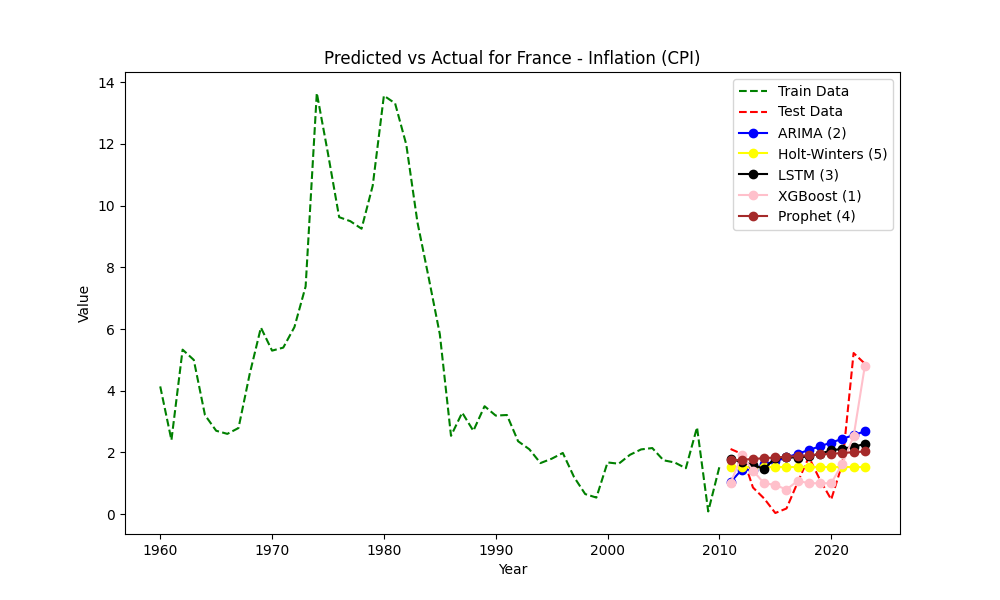 Predicted vs Actual for France - Inflation (CPI)
Train Data
Test Data
ARIMA (2)
Holt-Winters (5)
LSTM (3)
XGBoost (1)
Prophet (4)
14
12
10
8
6
4
2
0
Value
1960
1970
1980
1990
2000
2010
2020
Year